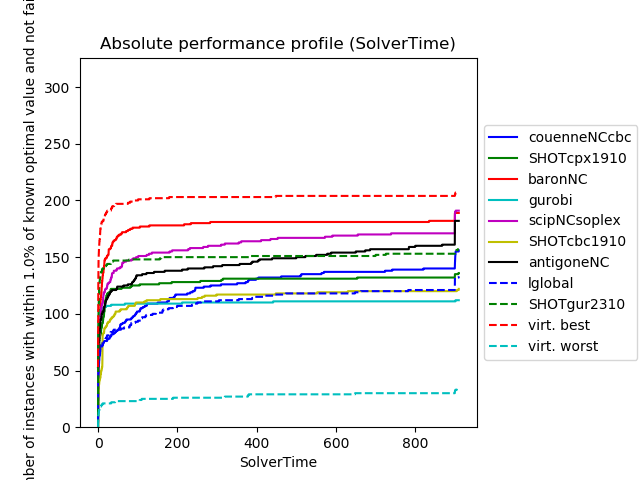 Absolute performance profile (SolverTime)
of instances with within 1.0% of known optimal value and not
300
250
200
150
100
50
0
0 200 400 600 800
SolverTime
couenneNCcbc
SHOTcpx1910
baronNC
gurobi
scipNCsoplex
SHOTcbc1910
antigoneNC
lglobal
SHOTgur2310
virt. best
virt. worst